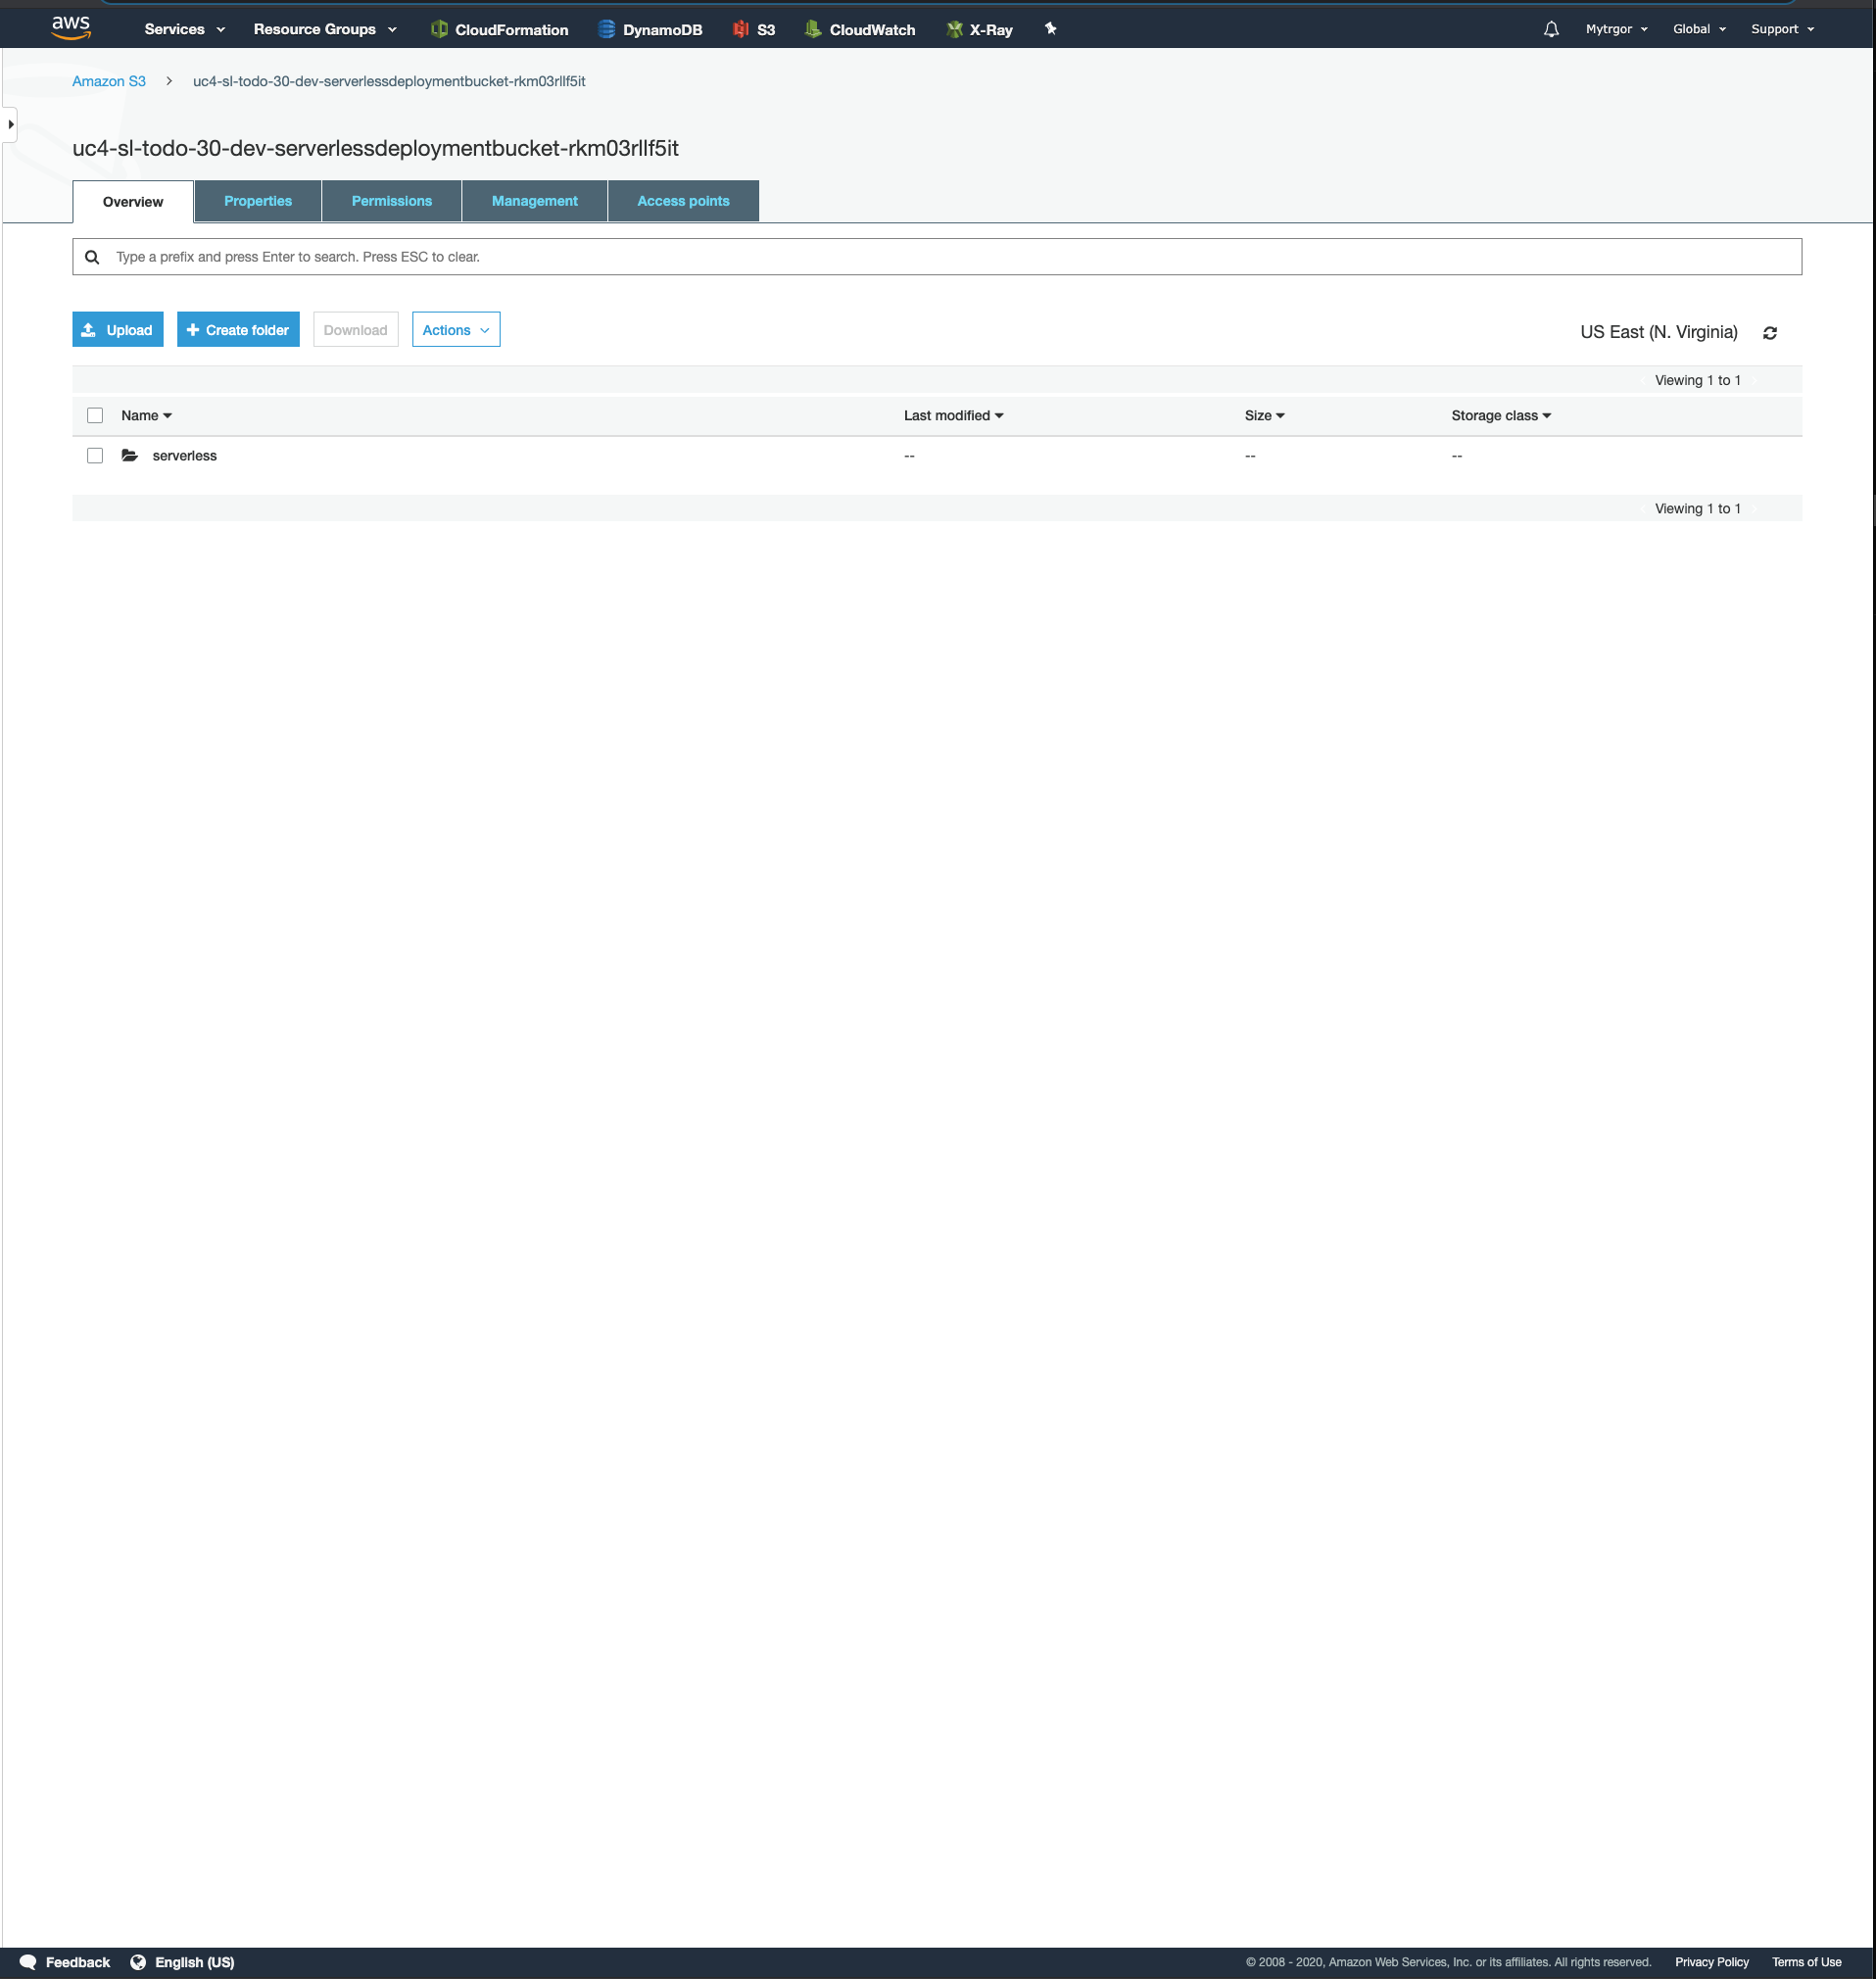 aws Services Resource Groups CloudFormation DynamoDB S3 CloudWatch X-Ray Mytrgor Global Support
Amazon S3 > uc4-sl-todo-30-dev-serverlessdeploymentbucket-rkm03rllf5it
uc4-sl-todo-30-dev-serverlessdeploymentbucket-rkm03rllf5it
Overview Properties Permissions Management Access points
Type a prefix and press Enter to search. Press ESC to clear.
Upload Create folder Download Actions US East (N. Virginia)
Viewing 1 to 1
Name Last modified Size Storage class
serverless -- -- --
Viewing 1 to 1
Feedback English (US) © 2008 - 2020, Amazon Web Services, Inc. or its affiliates. All rights reserved. Privacy Policy Terms of Use